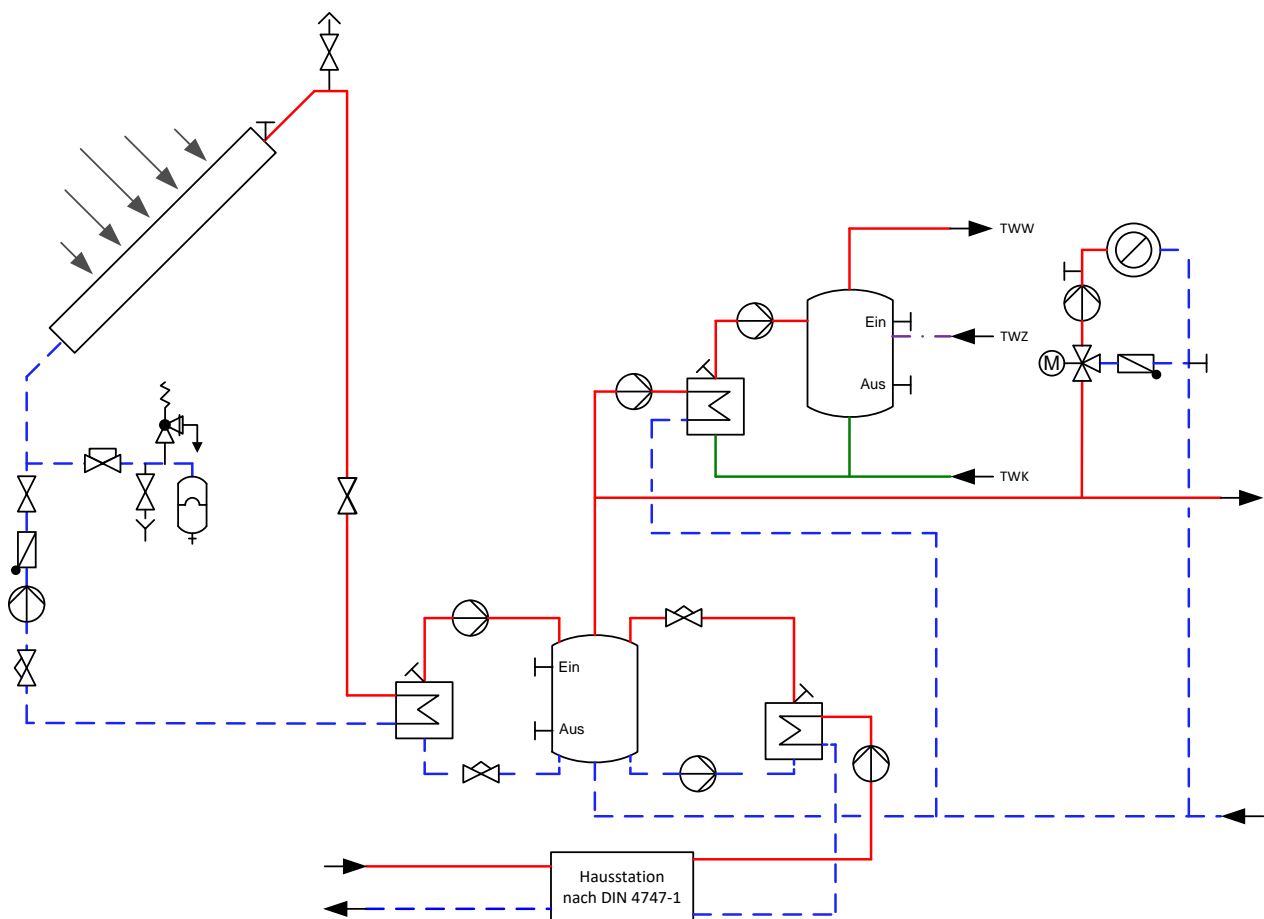 TWW
Ein
TWZ
M
Aus
TWK
Ein
Aus
Hausstation
nach DIN 4747-1